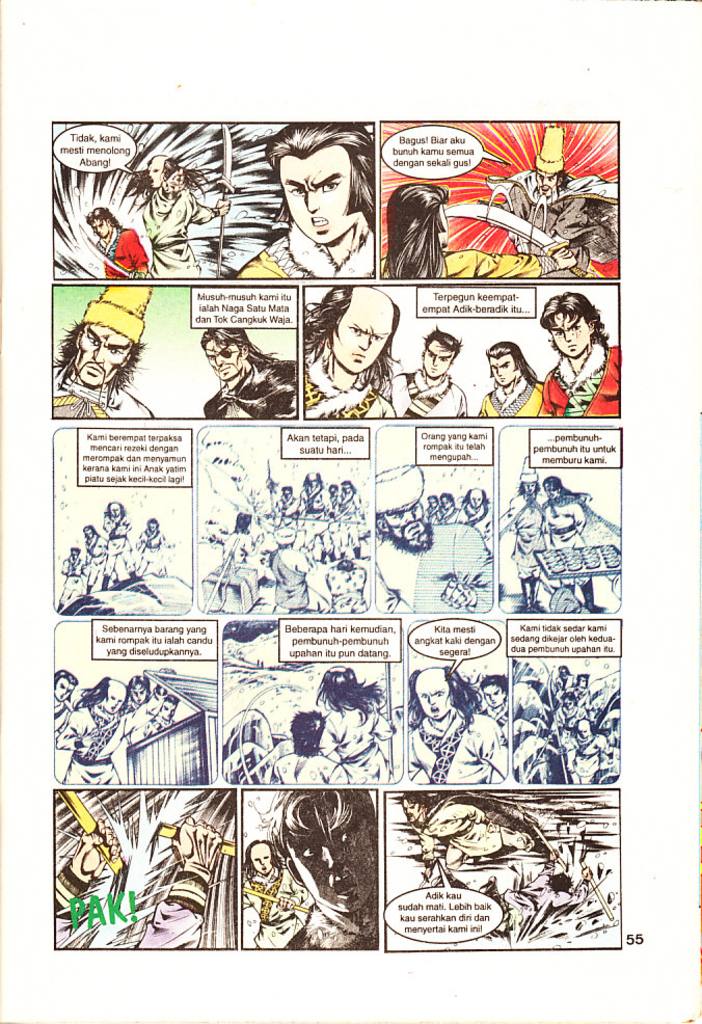 Tidak, kami
mesti menolong
Abang!
Bagus! Biar aku
bunuh kamu semua
dengan sekali gus!
Musuh-musuh kami itu
ialah Naga Satu Mata
dan Tok Cangkuk Waja.
Terpegun keempat-
empat Adik-beradik itu...
Kami berempat terpaksa
mencari rezeki dengan
merompak dan menyamun
kerana kami ini Anak yatim
piatu sejak kecil-kecil lagi!
Akan tetapi, pada
suatu hari...
Orang yang kami
rompak itu telah
mengupah...
...pembunuh-
pembunuh itu untuk
memburu kami.
Sebenarnya barang yang
kami rompak itu ialah candu
yang diseludupkannya.
Beberapa hari kemudian,
pembunuh-pembunuh
upahan itu pun datang.
Kita mesti
angkat kaki dengan
segera!
Kami tidak sedar kami
sedang dikejar oleh kedua-
dua pembunuh upahan itu.
PAK!
Adik kau
sudah mati. Lebih baik
kau serahkan diri dan
menyertai kami ini!
55